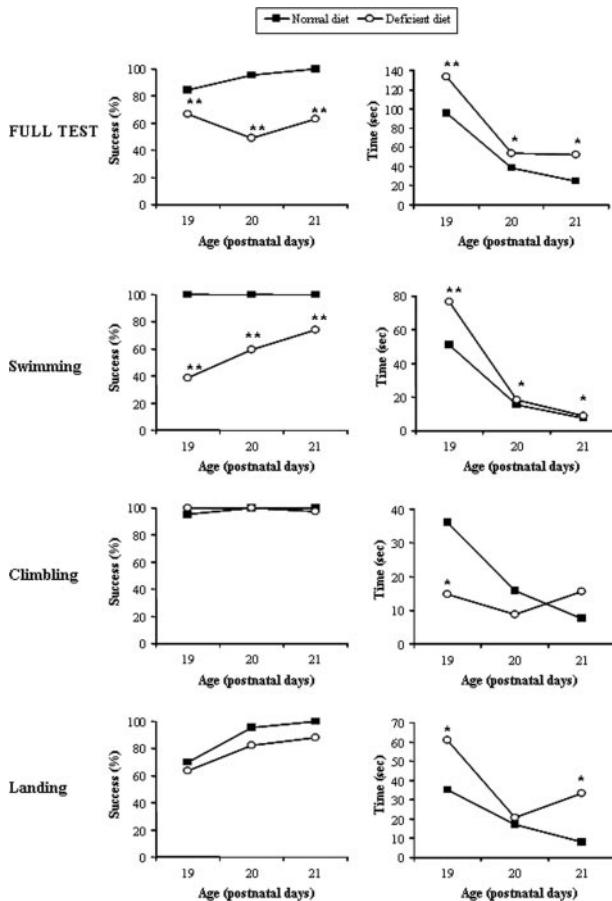 Normal diet Deficient diet
FULL TEST
Success (%)
100
80
60
40
20
0
** ** **
19 20 21
Age (postnatal days)
Time (sec)
140
120
100
80
60
40
20
0
** * *
19 20 21
Age (postnatal days)
Swimming
Success (%)
100
80
60
40
20
0
** ** **
19 20 21
Age (postnatal days)
Time (sec)
80
60
40
20
0
** * *
19 20 21
Age (postnatal days)
Climbling
Success (%)
100
80
60
40
20
0
19 20 21
Age (postnatal days)
Time (sec)
40
30
20
10
0
*
19 20 21
Age (postnatal days)
Landing
Success (%)
100
80
60
40
20
0
19 20 21
Age (postnatal days)
Time (sec)
70
60
50
40
30
20
10
0
* *
19 20 21
Age (postnatal days)